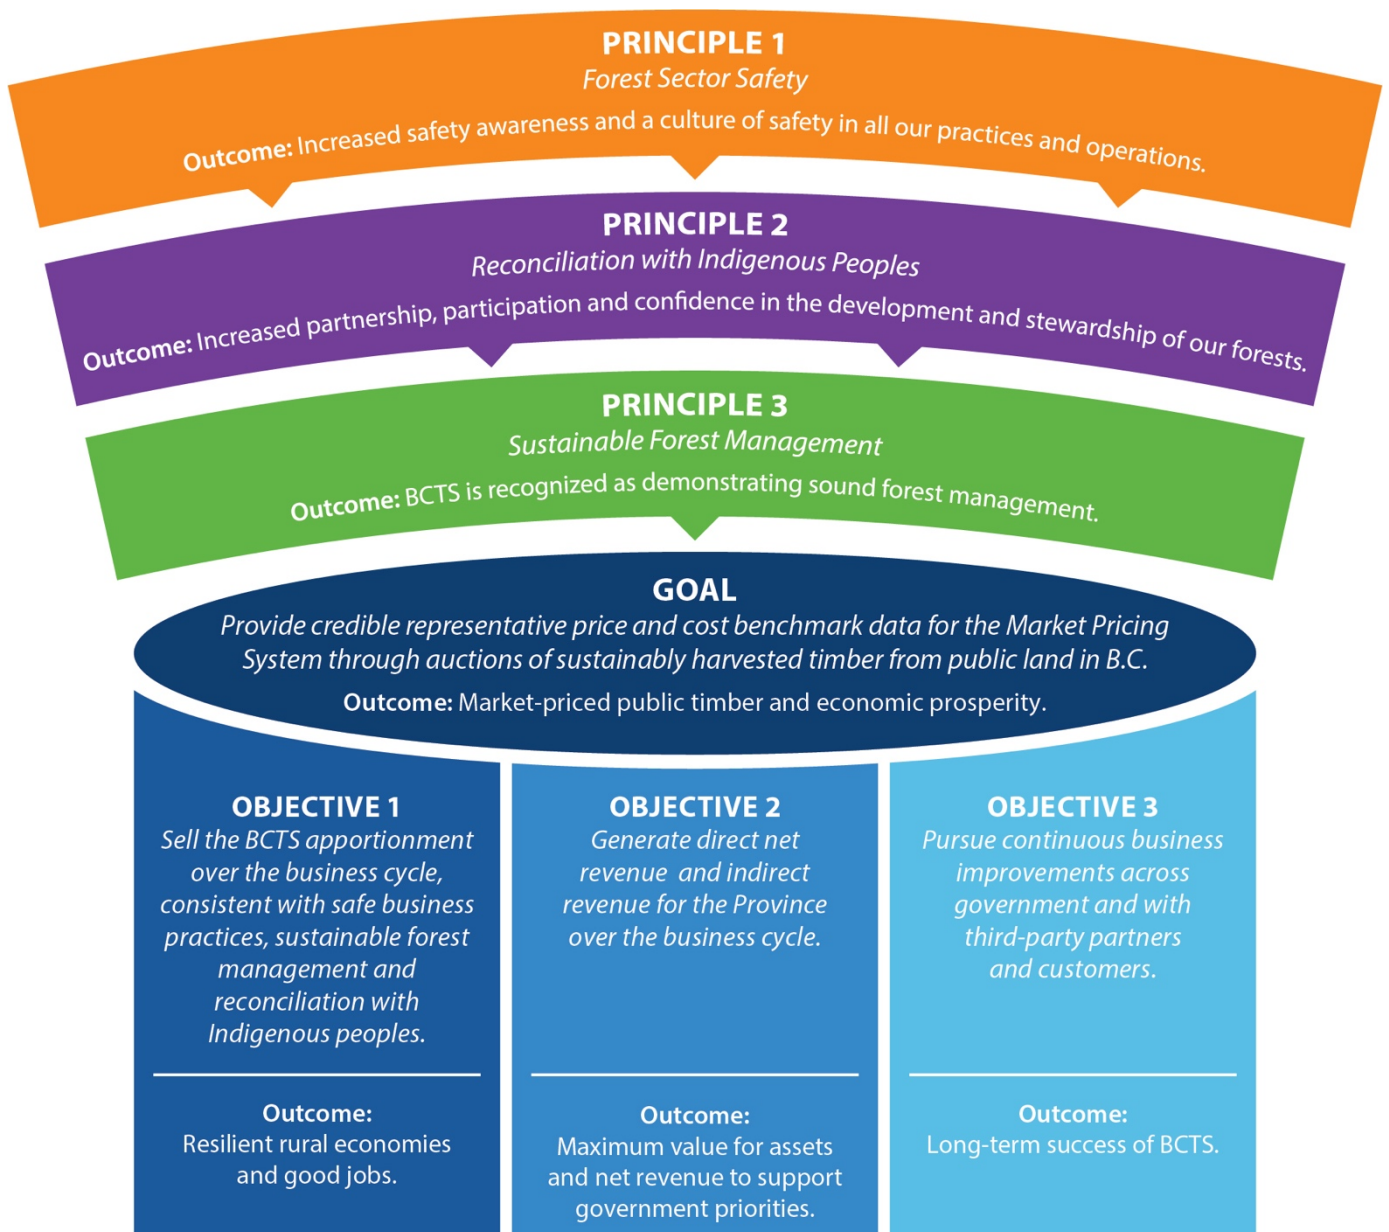 PRINCIPLE 1
Forest Sector Safety
Outcome: Increased safety awareness and a culture of safety in all our practices and operations.
PRINCIPLE 2
Reconciliation with Indigenous Peoples
Outcome: Increased partnership, participation and confidence in the development and stewardship of our forests.
PRINCIPLE 3
Sustainable Forest Management
Outcome: BCTS is recognized as demonstrating sound forest management.
GOAL
Provide credible representative price and cost benchmark data for the Market Pricing
System through auctions of sustainably harvested timber from public land in B.C.
Outcome: Market-priced public timber and economic prosperity.
OBJECTIVE 1
Sell the BCTS apportionment
over the business cycle,
consistent with safe business
practices, sustainable forest
management and
reconciliation with
Indigenous peoples.
Outcome:
Resilient rural economies
and good jobs.
OBJECTIVE 2
Generate direct net
revenue and indirect
revenue for the Province
over the business cycle.
Outcome:
Maximum value for assets
and net revenue to support
government priorities.
OBJECTIVE 3
Pursue continuous business
improvements across
government and with
third-party partners
and customers.
Outcome:
Long-term success of BCTS.